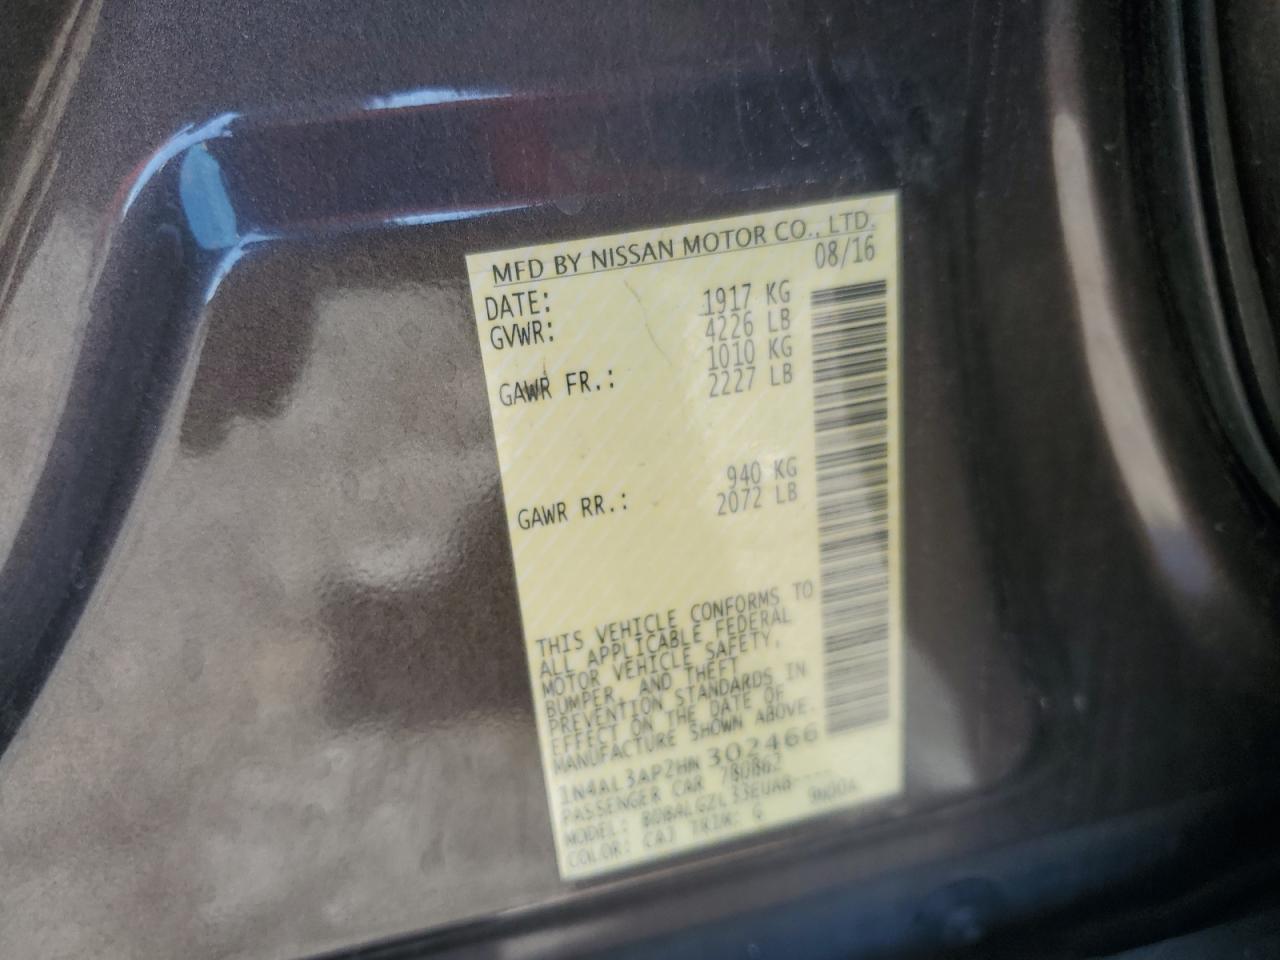 MFD BY NISSAN MOTOR CO., LTD.
DATE: 08/16
GVWR: 1917 KG
4226 LB
GAWR FR.: 1010 KG
2227 LB
GAWR RR.: 940 KG
2072 LB
THIS VEHICLE CONFORMS TO
ALL APPLICABLE FEDERAL
MOTOR VEHICLE SAFETY,
BUMPER, AND THEFT
PREVENTION STANDARDS IN
EFFECT ON THE DATE OF
MANUFACTURE SHOWN ABOVE.
1N4AL3AP2HN302466
PASSENGER CAR 780862
MODEL:
COLOR: CAJ TRIM: G